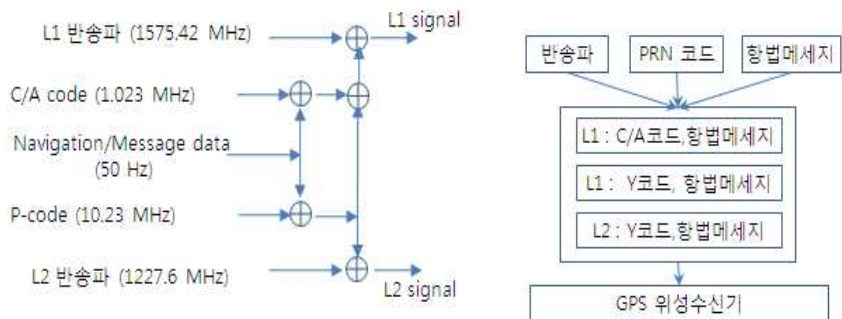 L1 반송파 (1575.42 MHz)
L1 signal
C/A code (1.023 MHz)
Navigation/Message data
(50 Hz)
P-code (10.23 MHz)
L2 반송파 (1227.6 MHz)
L2 signal
반송파
PRN 코드
항법메세지
L1 : C/A코드,항법메세지
L1 : Y코드, 항법메세지
L2 : Y코드,항법메세지
GPS 위성수신기